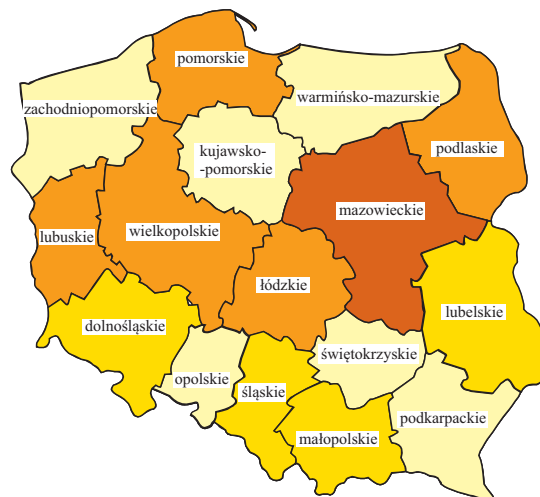 pomorskie
zachodniopomorskie
warmińsko-mazurskie
kujawsko-
-pomorskie
podlaskie
mazowieckie
lubuskie
wielkopolskie
łódzkie
lubelskie
dolnośląskie
świętokrzyskie
opolskie
śląskie
podkarpackie
małopolskie